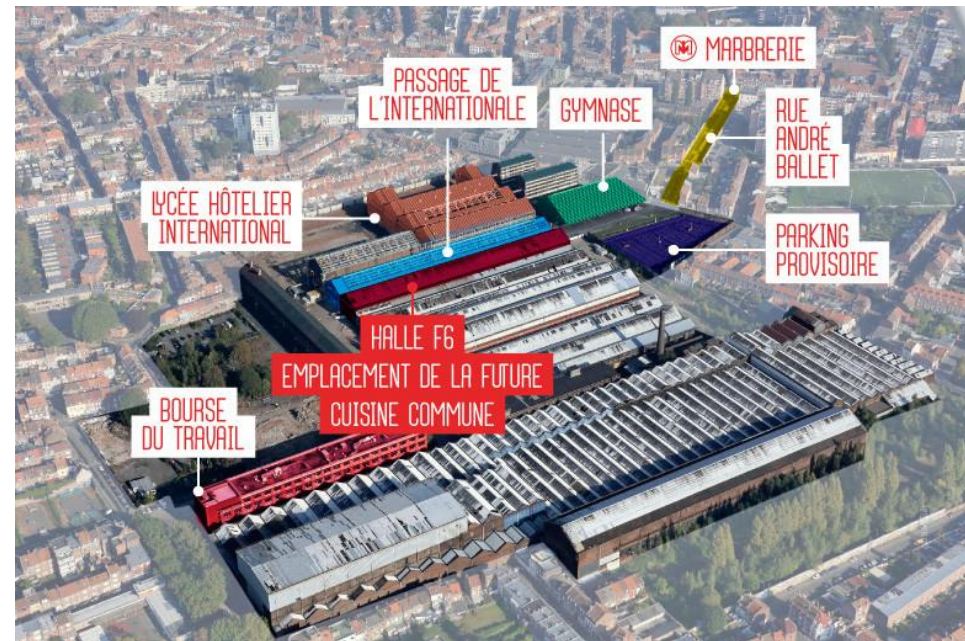 MARBRERIE
PASSAGE DE
L'INTERNATIONALE
GYMNASE
RUE
ANDRÉ
BALLET
LYCÉE HÔTELIER
INTERNATIONAL
PARKING
PROVISOIRE
HALLE F6
EMPLACEMENT DE LA FUTURE
CUISINE COMMUNE
BOURSE
DU TRAVAIL